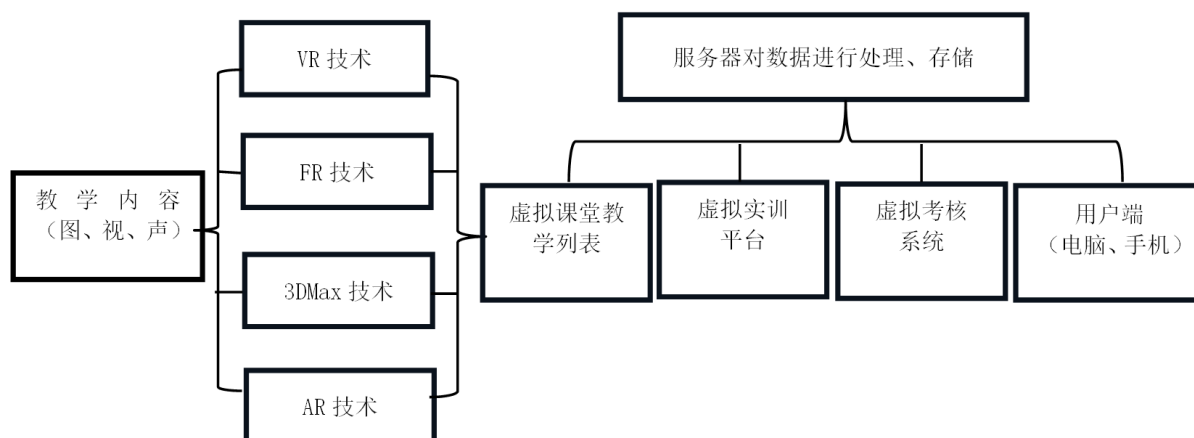 VR 技术
服务器对数据进行处理、存储
FR 技术
教 学 内 容
（图、视、声）
虚拟课堂教
学列表
虚拟实训
平台
虚拟考核
系统
用户端
（电脑、手机）
3DMax 技术
AR 技术